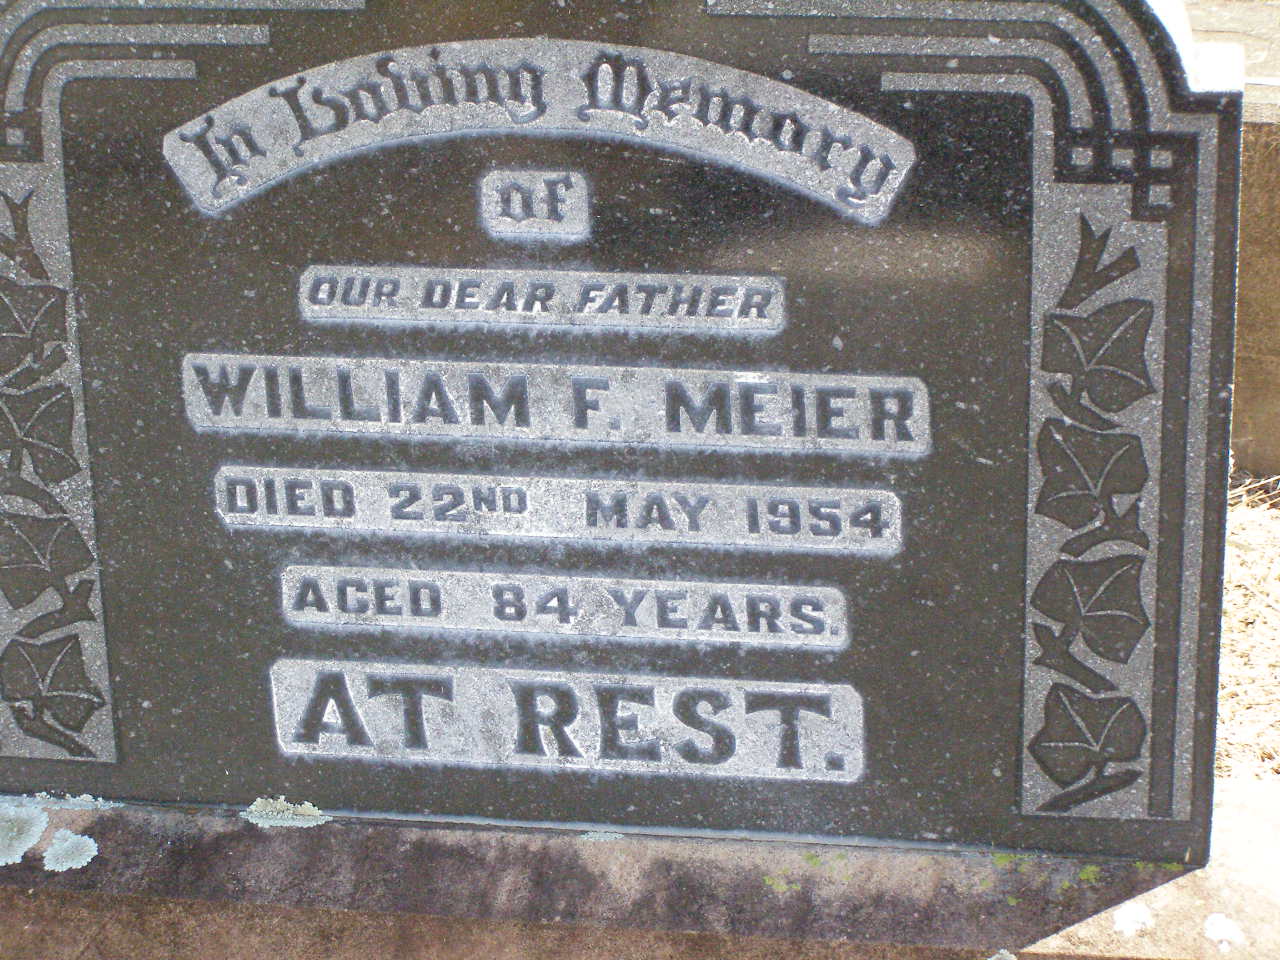 In Loving Memory
OF
OUR DEAR FATHER
WILLIAM F. MEIER
DIED 22ND MAY 1954
AGED 84 YEARS.
AT REST.